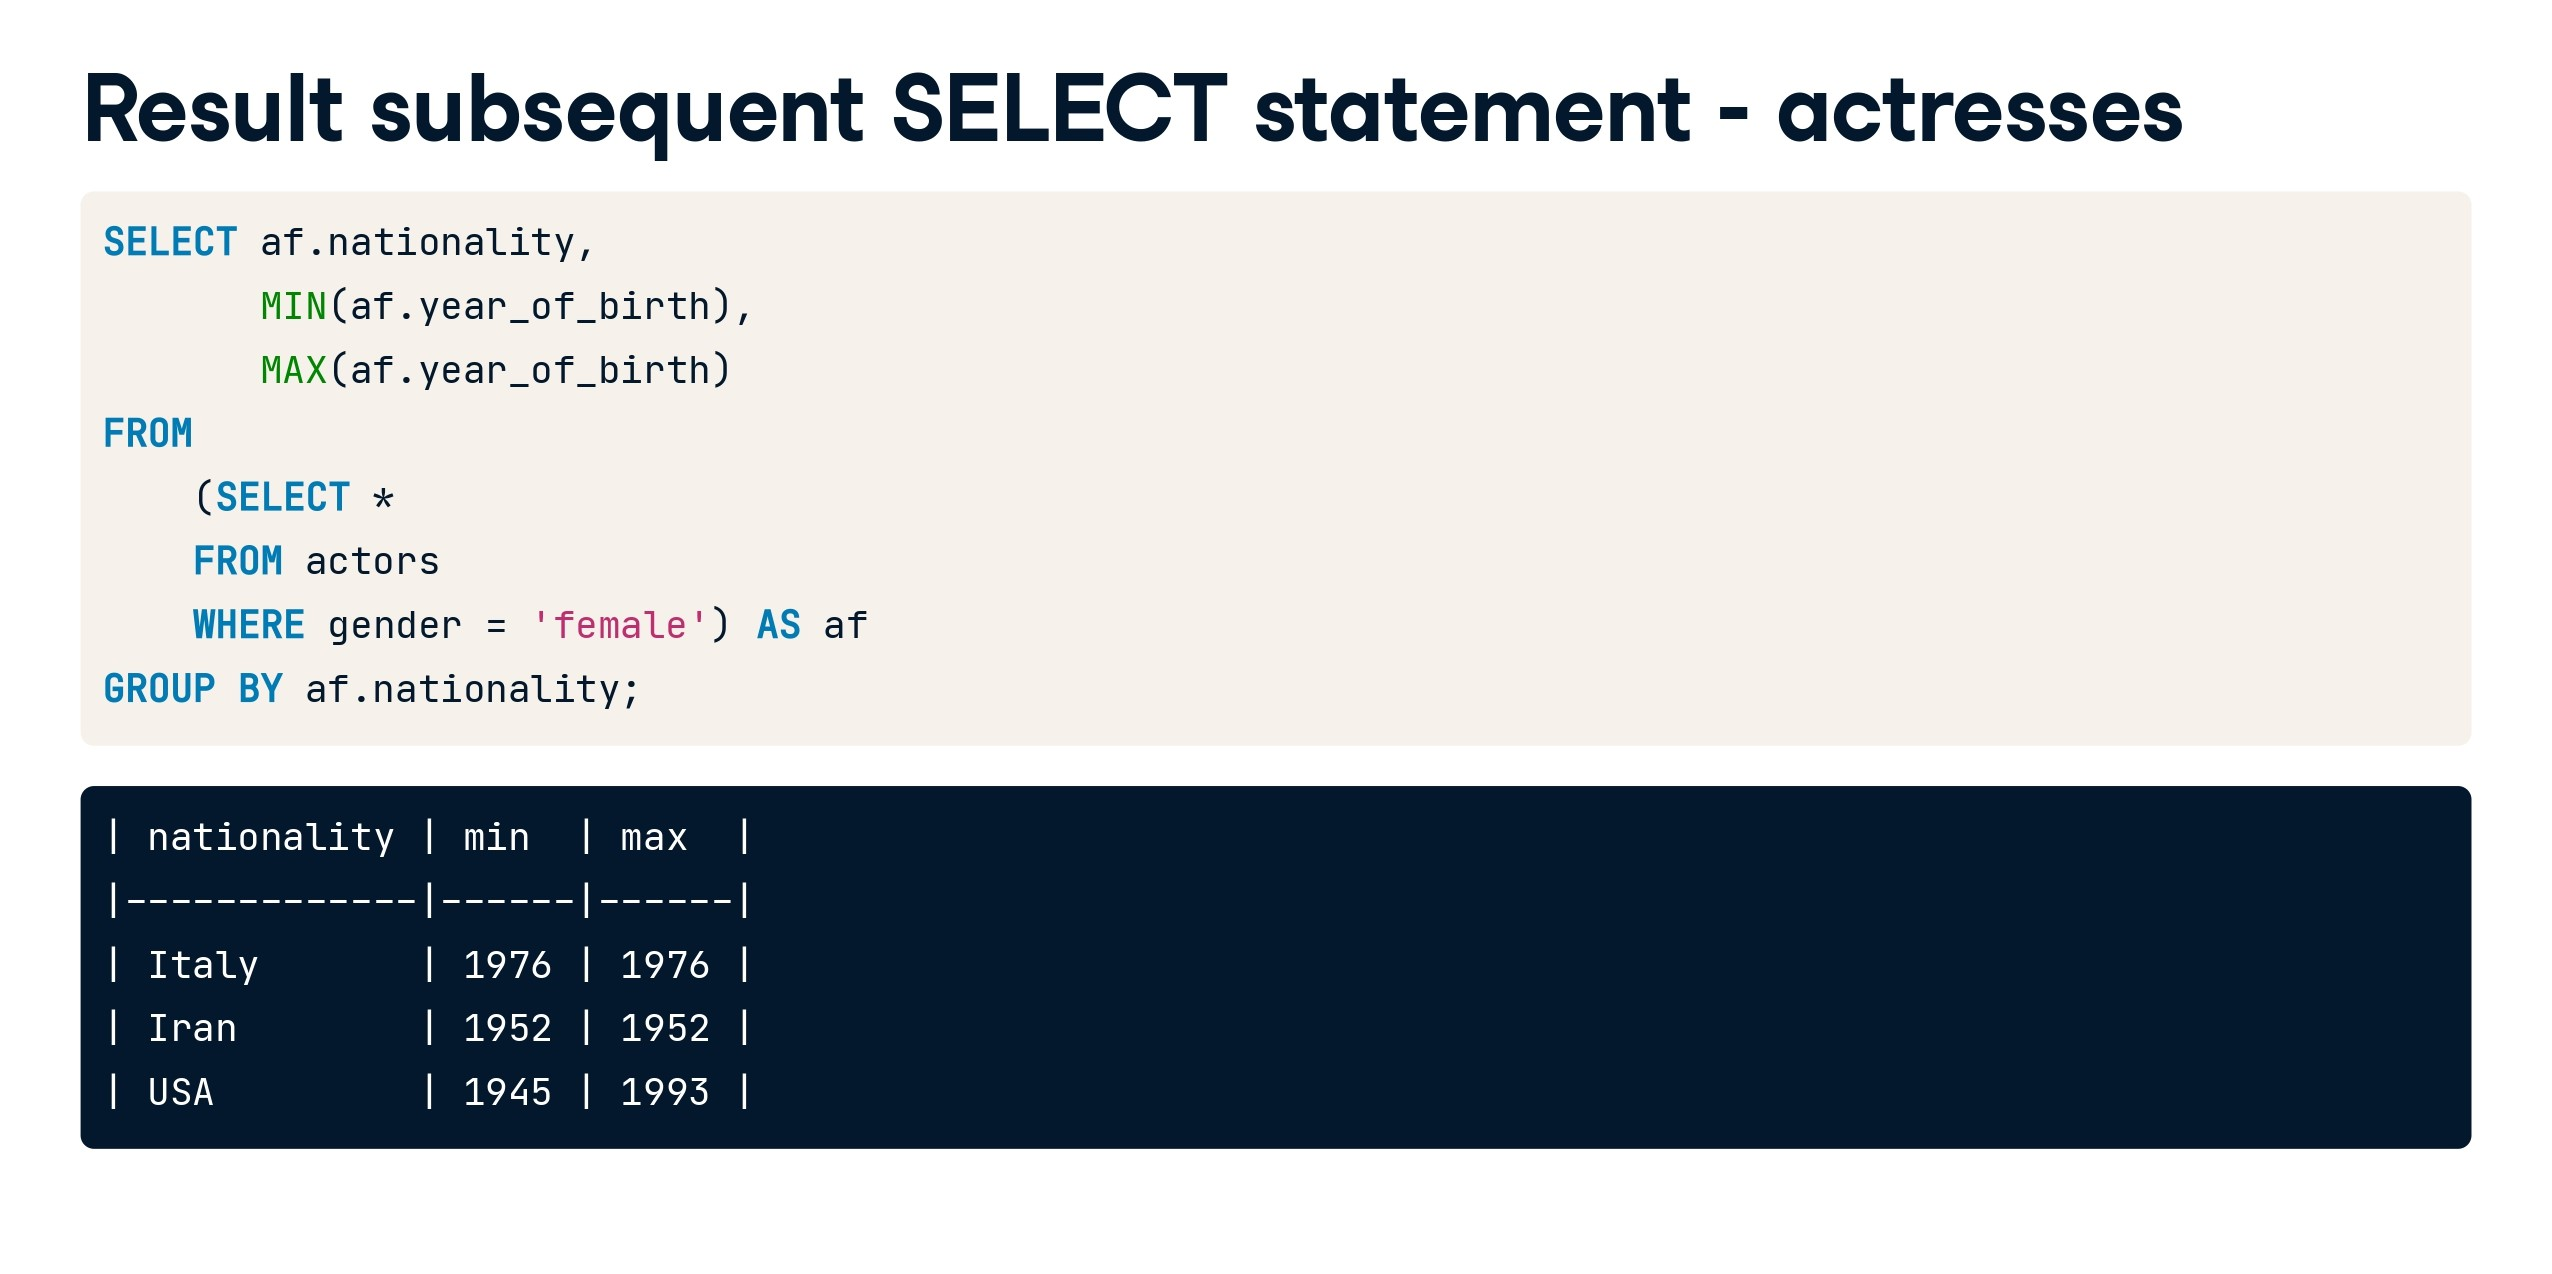 Result subsequent SELECT statement - actresses
SELECT af.nationality,
       MIN(af.year_of_birth),
       MAX(af.year_of_birth)
FROM
    (SELECT *
    FROM actors
    WHERE gender = 'female') AS af
GROUP BY af.nationality;
| nationality | min  | max  |
|-------------|------|------|
| Italy       | 1976 | 1976 |
| Iran        | 1952 | 1952 |
| USA         | 1945 | 1993 |